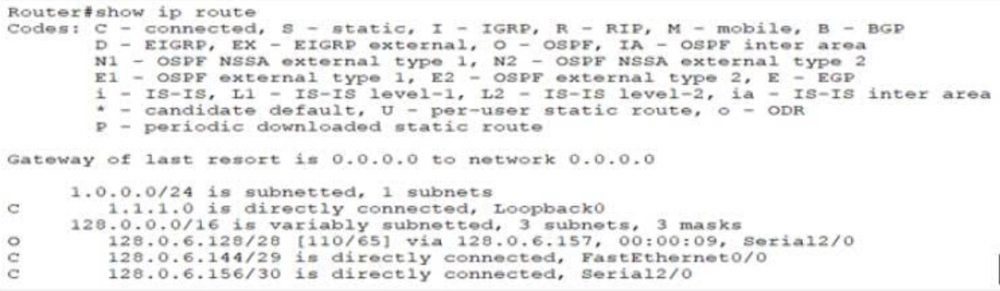 Router#show ip route
Codes: C - connected, S - static, I - IGRP, R - RIP, M - mobile, B - BGP
D - EIGRP, EX - EIGRP external, O - OSPF, IA - OSPF inter area
N1 - OSPF NSSA external type 1, N2 - OSPF NSSA external type 2
E1 - OSPF external type 1, E2 - OSPF external type 2, E - EGP
i - IS-IS, L1 - IS-IS level-1, L2 - IS-IS level-2, ia - IS-IS inter area
* - candidate default, U - per-user static route, o - ODR
P - periodic downloaded static route
Gateway of last resort is 0.0.0.0 to network 0.0.0.0
1.0.0.0/24 is subnetted, 1 subnets
C 1.1.1.0 is directly connected, Loopback0
128.0.0.0/16 is variably subnetted, 3 subnets, 3 masks
O 128.0.6.128/28 [110/65] via 128.0.6.157, 00:00:09, Serial2/0
C 128.0.6.144/29 is directly connected, FastEthernet0/0
C 128.0.6.156/30 is directly connected, Serial2/0